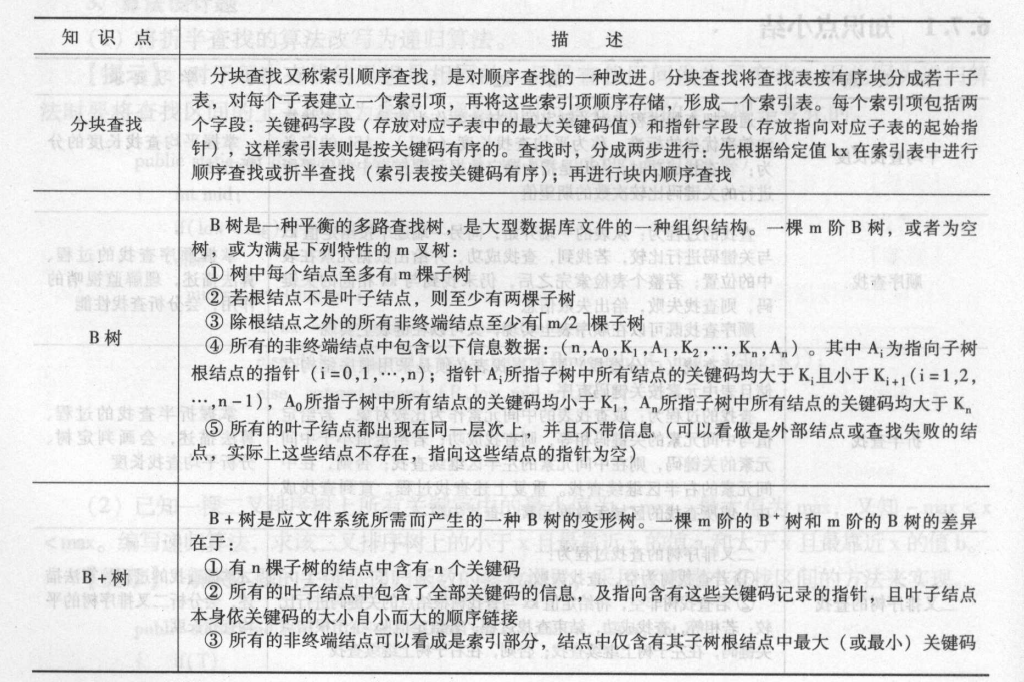 知识点 描述
分块查找又称索引顺序查找，是对顺序查找的一种改进。分块查找将查找表按有序块分成若干子
表，对每个子表建立一个索引项，再将这些索引项顺序存储，形成一个索引表。每个索引项包括两
分块查找 个字段：关键码字段（存放对应子表中的最大关键码值）和指针字段（存放指向对应子表的起始指
针），这样索引表则是按关键码有序的。查找时，分成两步进行：先根据给定值 kx 在索引表中进行
顺序查找或折半查找（索引表按关键码有序）；再进行块内顺序查找
B 树是一种平衡的多路查找树，是大型数据库文件的一种组织结构。一棵 m 阶 B 树，或者为空
树，或为满足下列特性的 m 叉树：
① 树中每个结点至多有 m 棵子树
② 若根结点不是叶子结点，则至少有两棵子树
B 树 ③ 除根结点之外的所有非终端结点至少有⌈m/2⌉棵子树
④ 所有的非终端结点中包含以下信息数据：(n,A₀,K₁,A₁,K₂,…,Kₙ,Aₙ)。其中 Aᵢ为指向子树
根结点的指针（i=0,1,…,n）；指针 Aᵢ所指子树中所有结点的关键码均大于 Kᵢ且小于 Kᵢ₊₁(i=1,2,
…,n-1)，A₀所指子树中所有结点的关键码均小于 K₁，Aₙ所指子树中所有结点的关键码均大于 Kₙ
⑤ 所有的叶子结点都出现在同一层次上，并且不带信息（可以看做是外部结点或查找失败的结
点，实际上这些结点不存在，指向这些结点的指针为空）
B+树是应文件系统所需而产生的一种 B 树的变形树。一棵 m 阶的 B⁺树和 m 阶的 B 树的差异
在于：
B+树 ① 有 n 棵子树的结点中含有 n 个关键码
② 所有的叶子结点中包含了全部关键码的信息，及指向含有这些关键码记录的指针，且叶子结点
本身依关键码的大小自小而大的顺序链接
③ 所有的非终端结点可以看成是索引部分，结点中仅含有其子树根结点中最大（或最小）关键码